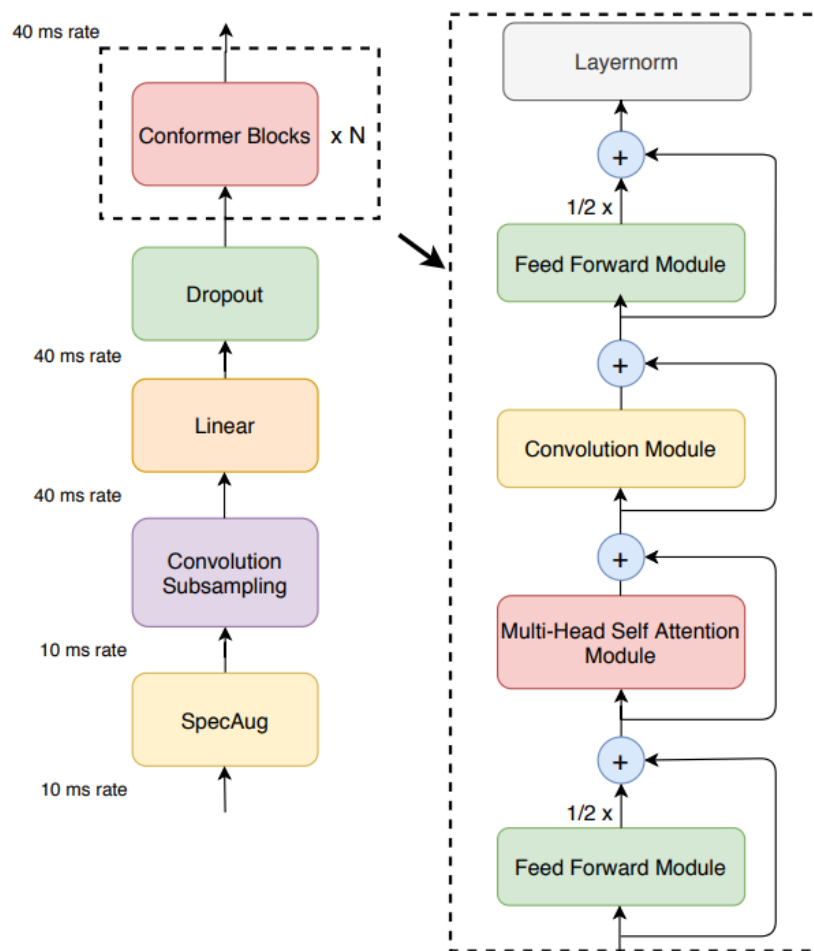 40 ms rate
Conformer Blocks
x N
Dropout
40 ms rate
Linear
40 ms rate
Convolution
Subsampling
10 ms rate
SpecAug
10 ms rate
Layernorm
+
1/2 x
Feed Forward Module
+
Convolution Module
+
Multi-Head Self Attention
Module
+
1/2 x
Feed Forward Module